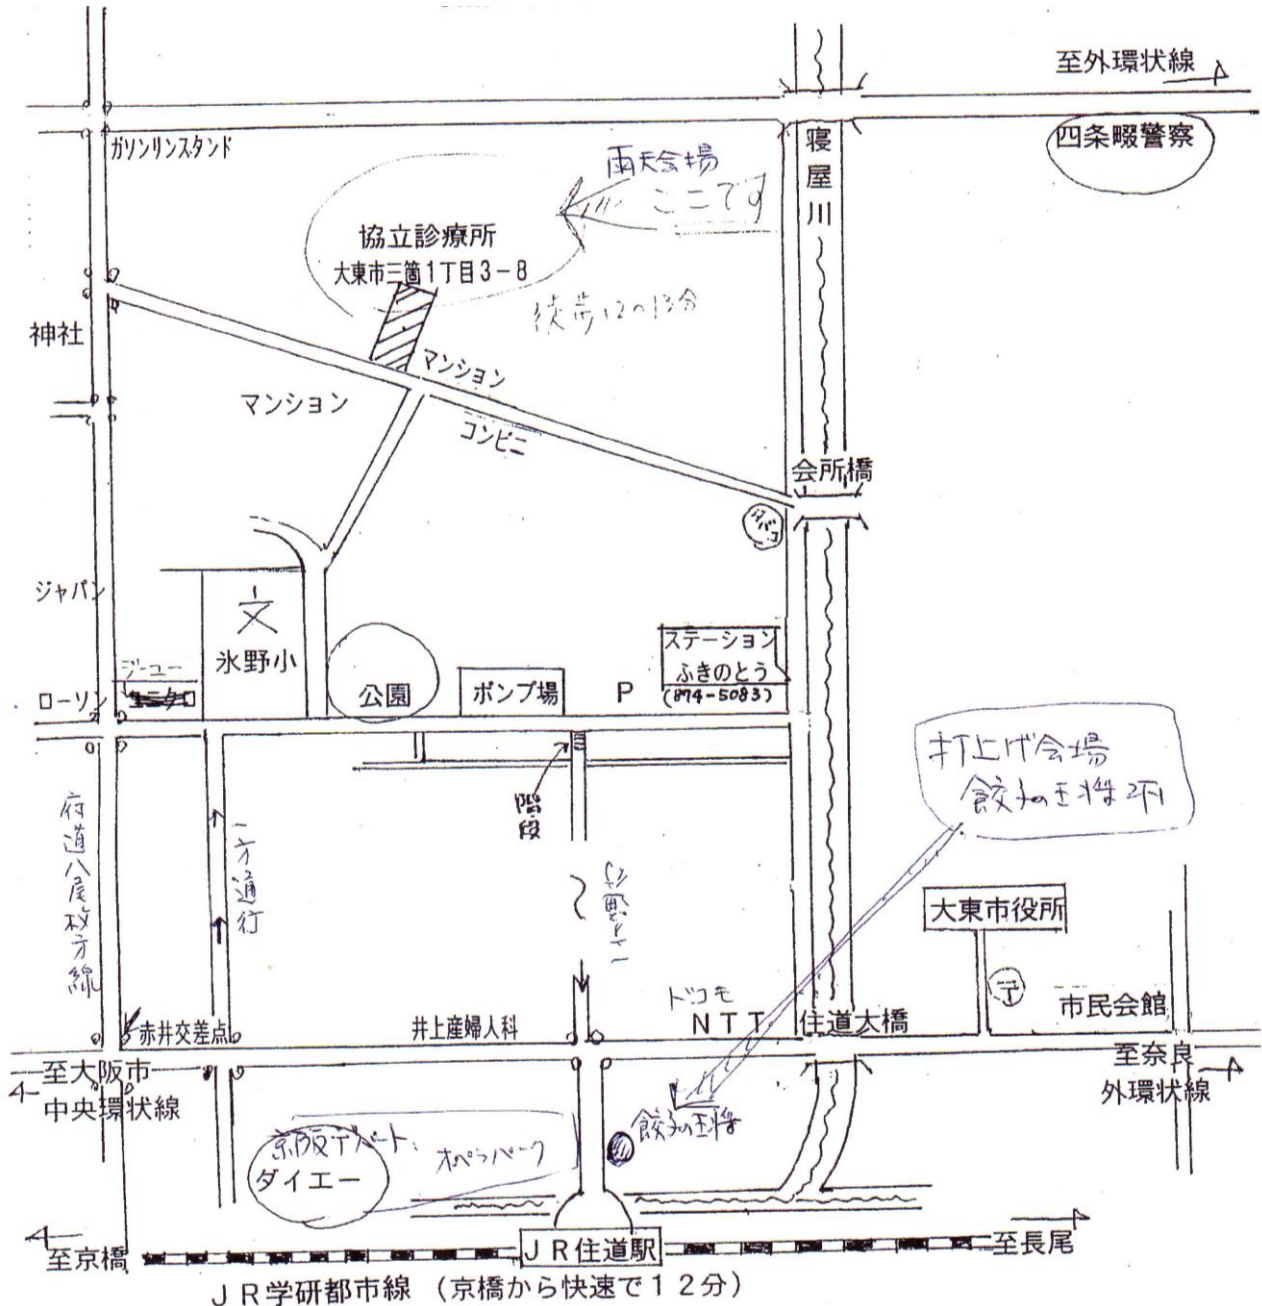 至外環状線
四条畷警察
ガソリンスタンド
寝屋川
雨天会場
ここです
協立診療所
大東市三箇1丁目3-8
神社
マンション
マンション
コンビニ
会所橋
タバコ
ジャパン
文
氷野小
ジーユー
ローソン
公園
ポンプ場
P
ステーション
ふきのとう
(874-5083)
打上げ会場
餃子の王将2F
階段
府道八尾枚方線
一方通行
大東市役所
〒
市民会館
ドコモ
NTT
住道大橋
赤井交差点
井上産婦人科
至大阪市
中央環状線
至奈良
外環状線
餃子の王将
京阪デパート
オペラパーク
ダイエー
至京橋
JR住道駅
至長尾
JR学研都市線 (京橋から快速で12分)